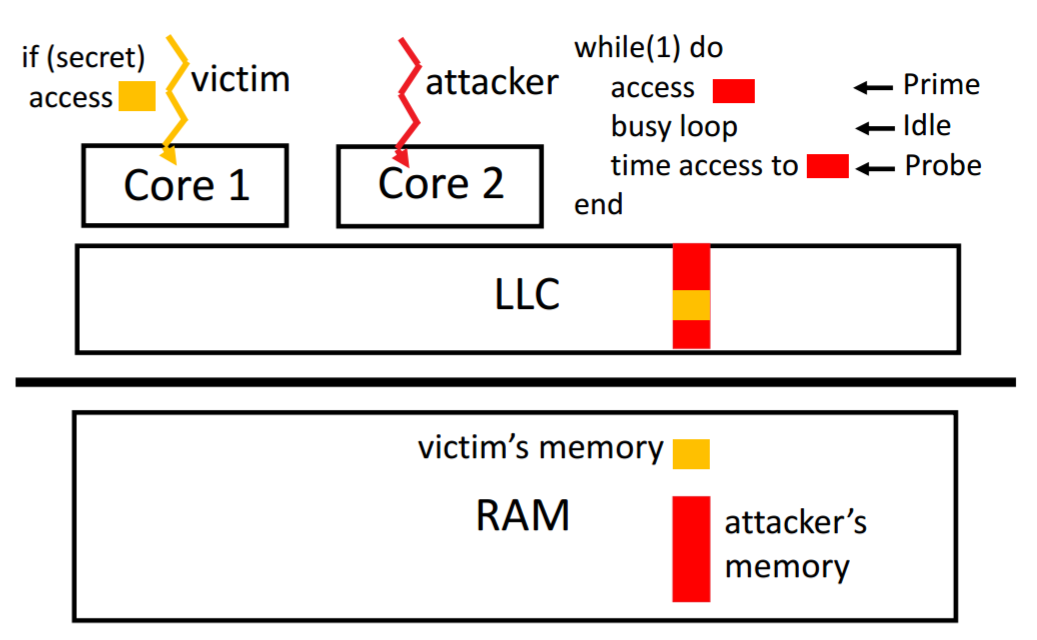 if (secret)
access
victim
attacker
while(1) do
access
Prime
busy loop
Idle
time access to
Probe
end
Core 1
Core 2
LLC
victim's memory
RAM
attacker's
memory